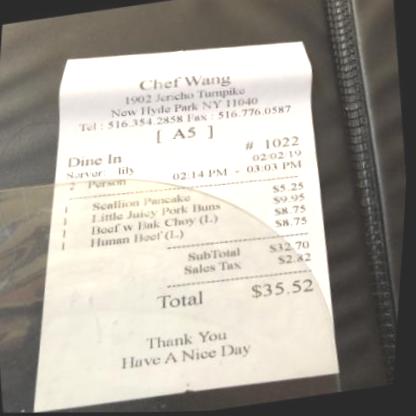 Chef Wang
1902 Jericho Turnpike
New Hyde Park NY 11040
Tel : 516.354.2858 Fax : 516.776.0587
[ A5 ]
Dine In # 1022
Server: lily 02/02/19
2 Person 02:14 PM - 03:03 PM
1 Scallion Pancake $5.25
1 Little Juicy Pork Buns $9.95
1 Beef w Bak Choy (L) $8.75
1 Hunan Beef (L) $8.75
SubTotal $32.70
Sales Tax $2.82
Total $35.52
Thank You
Have A Nice Day